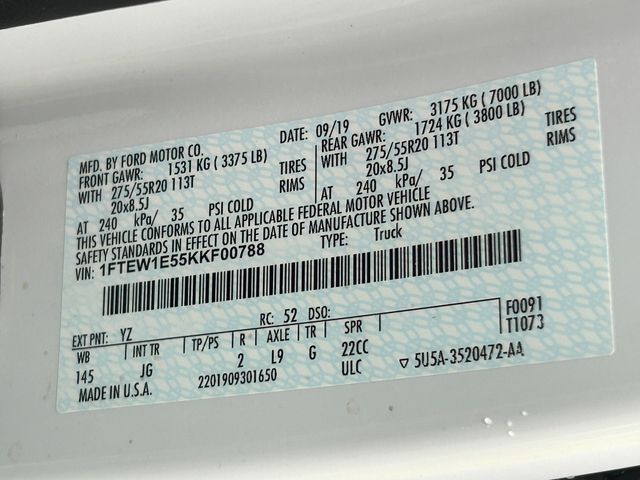 MFD. BY FORD MOTOR CO.
DATE: 09/19 GVWR: 3175 KG ( 7000 LB)
FRONT GAWR: 1531 KG ( 3375 LB)
WITH 275/55R20 113T TIRES
20x8.5J RIMS
AT 240 kPa/ 35 PSI COLD
REAR GAWR: 1724 KG ( 3800 LB)
WITH 275/55R20 113T TIRES
20x8.5J RIMS
AT 240 kPa/ 35 PSI COLD
THIS VEHICLE CONFORMS TO ALL APPLICABLE FEDERAL MOTOR VEHICLE
SAFETY STANDARDS IN EFFECT ON THE DATE OF MANUFACTURE SHOWN ABOVE.
VIN: 1FTEW1E55KKF00788 TYPE: Truck
EXT PNT: YZ RC: 52 DSO: F0091
WB INT TR TP/PS R AXLE TR SPR T1073
145 JG 2 L9 G 22CC
MADE IN U.S.A. 2201909301650 ULC ▽ 5U5A-3520472-AA